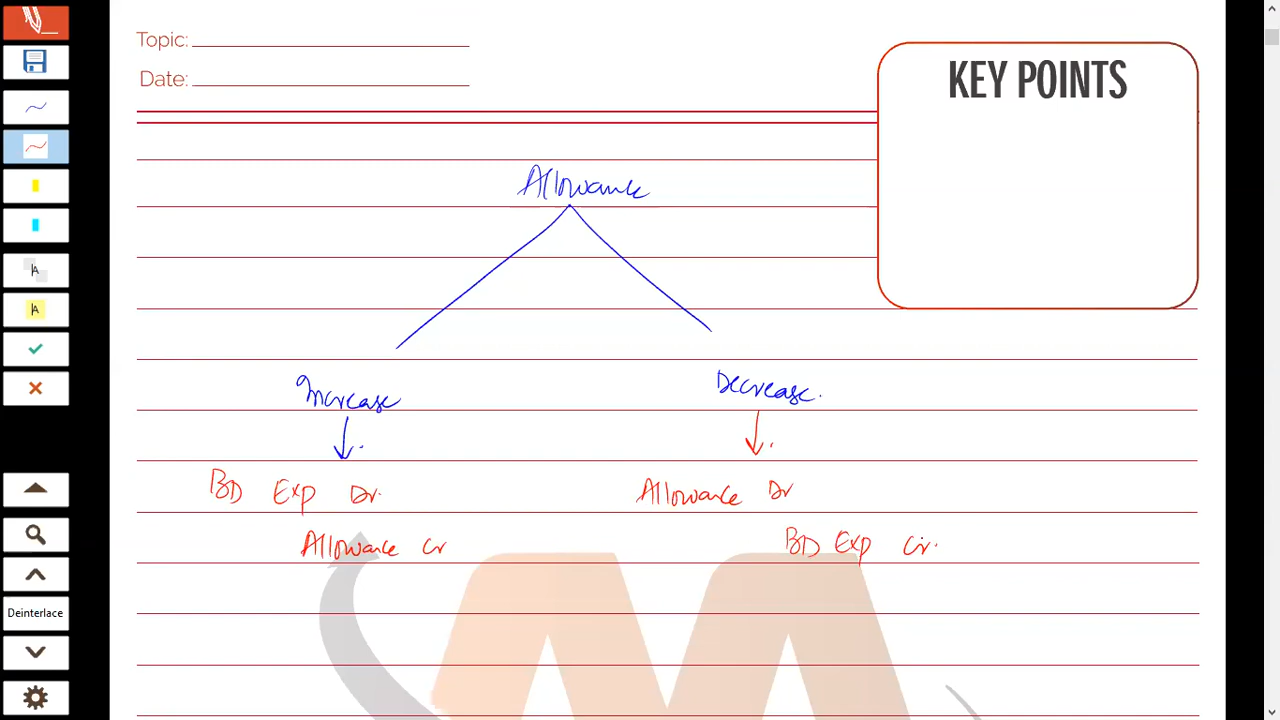 Topic:
Date:
KEY POINTS
Allowance
Increase
Decrease.
BD Exp Dr.
Allowance Dr
Allowance Cr
BD Exp Cr.
Deinterlace